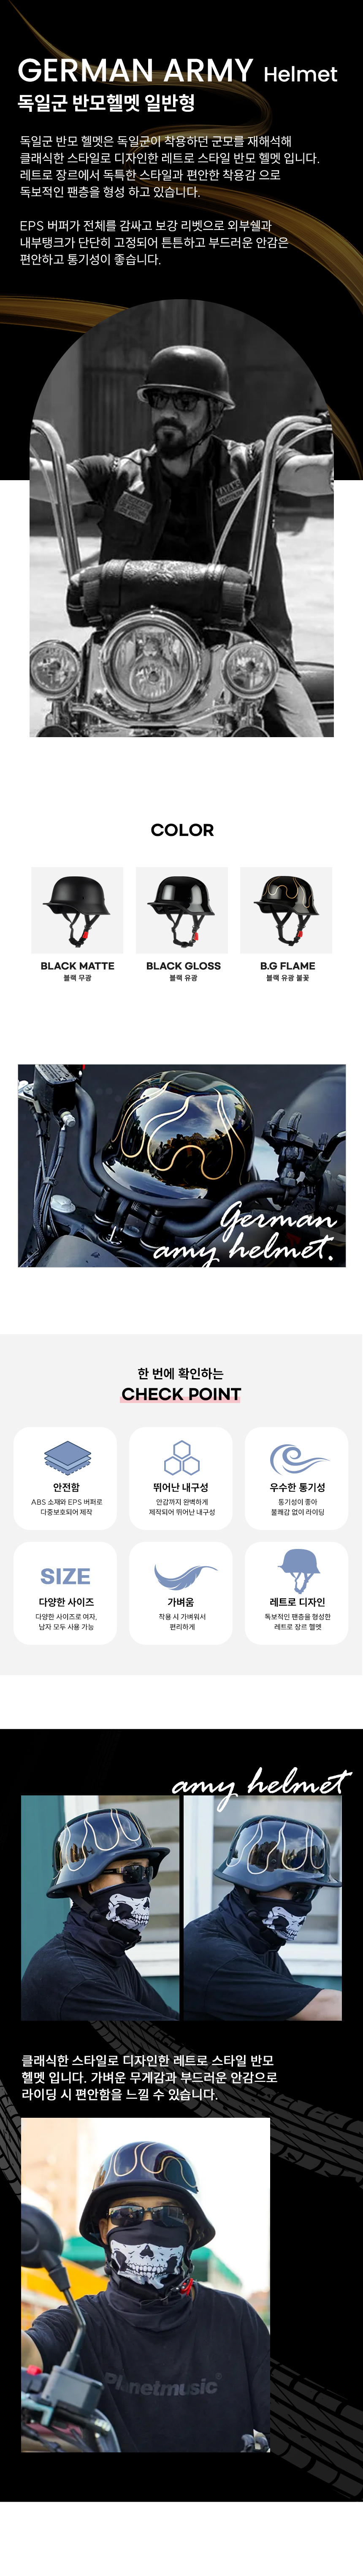 GERMAN ARMY Helmet
독일군 반모헬멧 일반형
독일군 반모 헬멧은 독일군이 착용하던 군모를 재해석해
클래식한 스타일로 디자인한 레트로 스타일 반모 헬멧 입니다.
레트로 장르에서 독특한 스타일과 편안한 착용감 으로
독보적인 팬층을 형성 하고 있습니다.
EPS 버퍼가 전체를 감싸고 보강 리벳으로 외부쉘과
내부탱크가 단단히 고정되어 튼튼하고 부드러운 안감은
편안하고 통기성이 좋습니다.
COLOR
BLACK MATTE
블랙 무광
BLACK GLOSS
블랙 유광
B.G FLAME
블랙 유광 불꽃
German
amy helmet.
한 번에 확인하는
CHECK POINT
안전함
ABS 소재와 EPS 버퍼로
다중보호되어 제작
뛰어난 내구성
안감까지 완벽하게
제작되어 뛰어난 내구성
우수한 통기성
통기성이 좋아
불쾌감 없이 라이딩
SIZE
다양한 사이즈
다양한 사이즈로 여자,
남자 모두 사용 가능
가벼움
착용 시 가벼워서
편리하게
레트로 디자인
독보적인 팬층을 형성한
레트로 장르 헬멧
amy helmet
클래식한 스타일로 디자인한 레트로 스타일 반모
헬멧 입니다. 가벼운 무게감과 부드러운 안감으로
라이딩 시 편안함을 느낄 수 있습니다.
Planetmusic